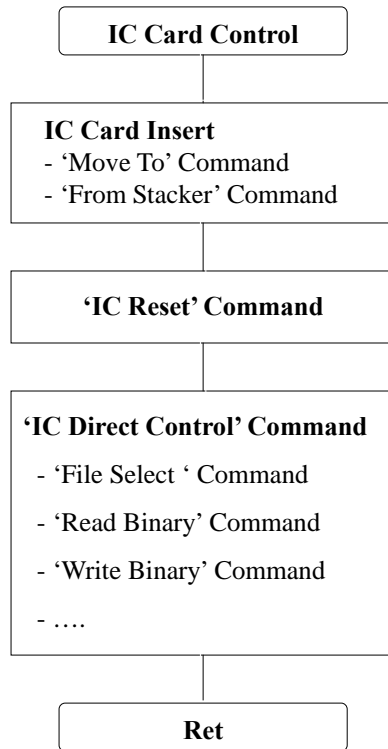 IC Card Control
IC Card Insert
- ‘Move To’ Command
- ‘From Stacker’ Command
‘IC Reset’ Command
‘IC Direct Control’ Command
- ‘File Select ‘ Command
- ‘Read Binary’ Command
- ‘Write Binary’ Command
- ….
Ret